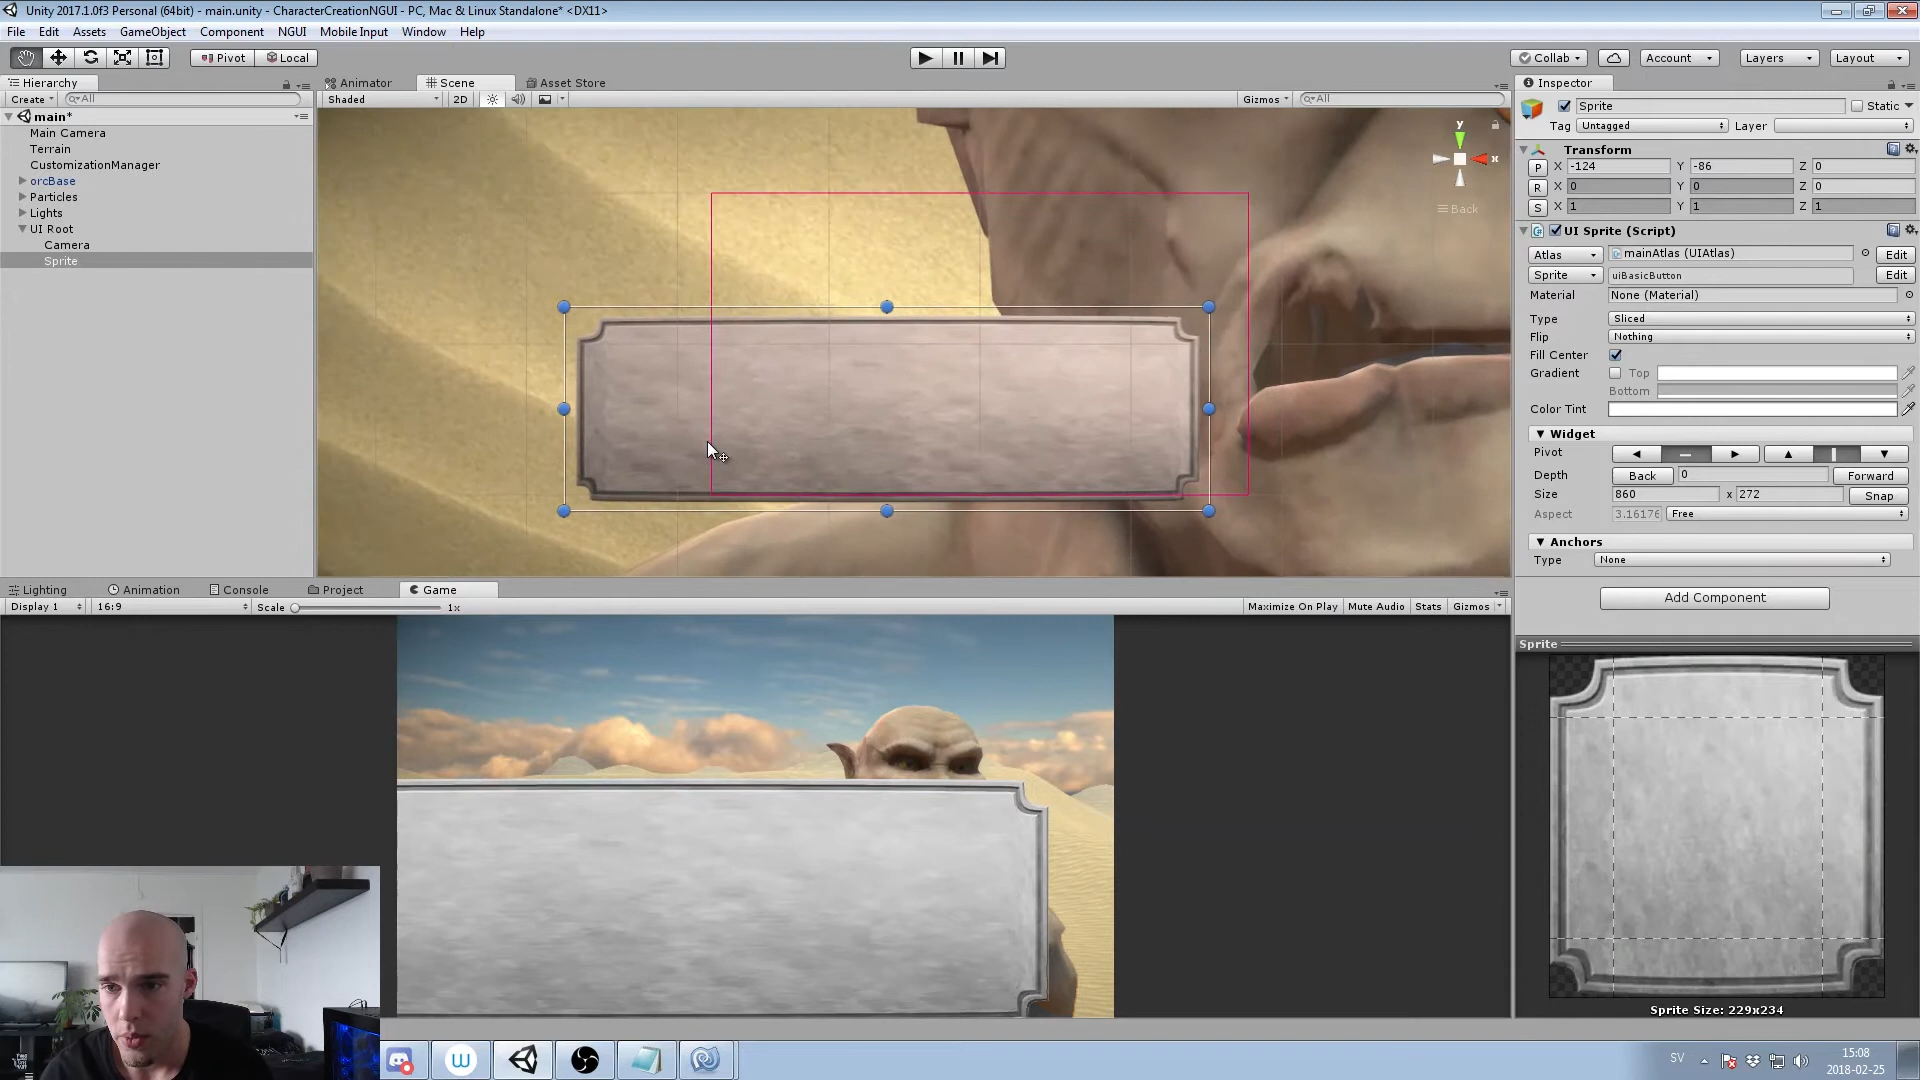 Unity 2017.1.0f3 Personal (64bit) - main.unity - CharacterCreationNGUI - PC, Mac & Linux Standalone* <DX11>
File Edit Assets GameObject Component NGUI Mobile Input Window Help
Pivot Local Collab Account Layers Layout
Hierarchy Animator Scene Asset Store Inspector
Create All Shaded 2D Gizmos All
main*
Main Camera
Terrain
CustomizationManager
orcBase
Particles
Lights
UI Root
Camera
Sprite
y
x
Back
Sprite Static
Tag Untagged Layer
Transform
P X -124 Y -86 Z 0
R X 0 Y 0 Z 0
S X 1 Y 1 Z 1
UI Sprite (Script)
Atlas mainAtlas (UIAtlas) Edit
Sprite uiBasicButton Edit
Material None (Material)
Type Sliced
Flip Nothing
Fill Center
Gradient Top
Bottom
Color Tint
Widget
Pivot
Depth Back 0 Forward
Size 860 x 272 Snap
Aspect 3.16176 Free
Anchors
Type None
Add Component
Lighting Animation Console Project Game
Display 1 16:9 Scale 1x Maximize On Play Mute Audio Stats Gizmos
Sprite
Sprite Size: 229x234
SV 15:08
2018-02-25